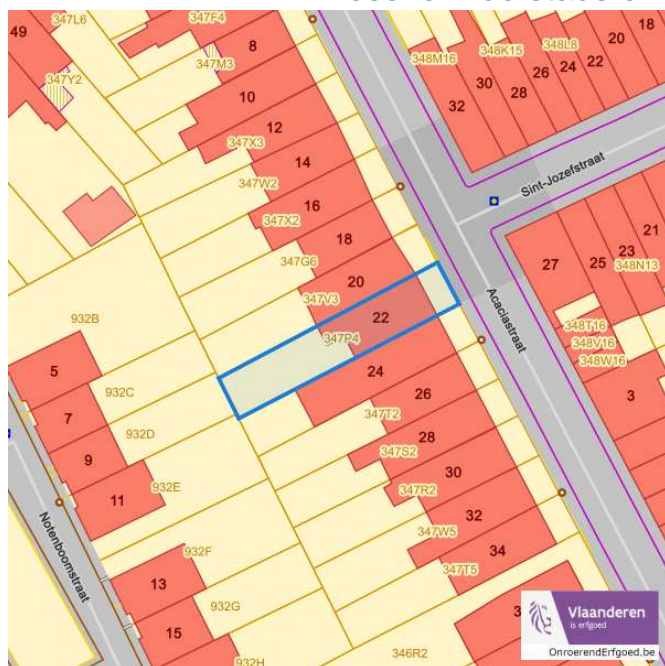 49
347L6
347F4
8
347M3
347Y2
10
12
347X3
14
347W2
16
347X2
18
347G6
20
347V3
22
347P4
24
26
347T2
28
347S2
30
347R2
32
347W5
34
347T5
348M16
348K15
348L8
18
20
22
24
26
28
30
32
Sint-Jozefstraat
Acaciastraat
27
25
23
21
348N13
348T16
348V16
348W16
3
932B
5
932C
7
932D
9
932E
11
932F
13
932G
15
932H
346R2
Notenboomstraat
Vlaanderen
is erfgoed
OnroerendErfgoed.be